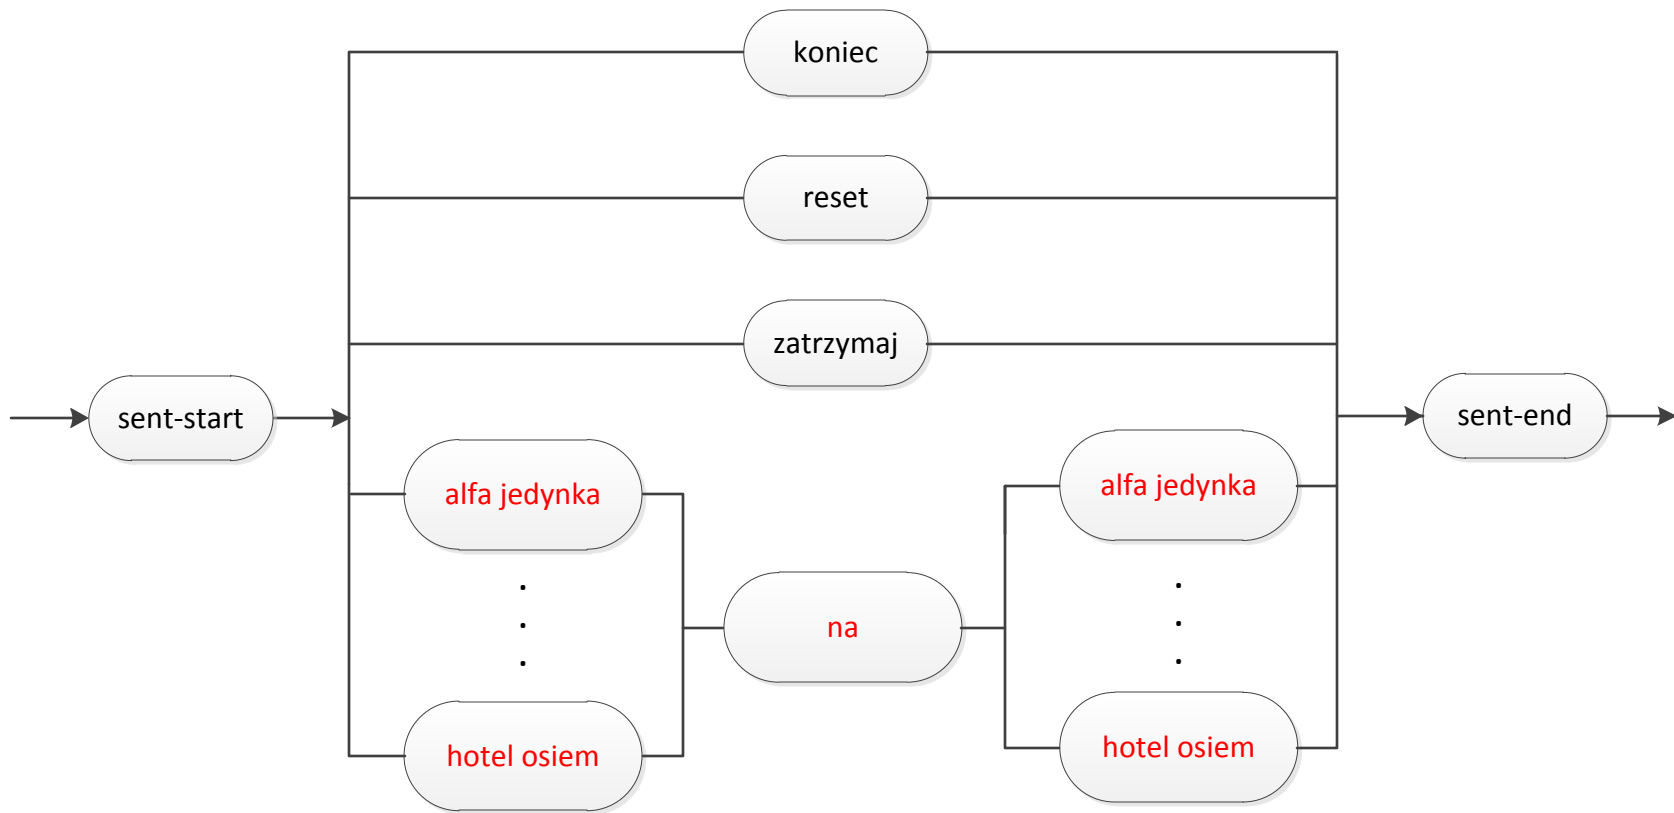 koniec
reset
zatrzymaj
sent-start
sent-end
alfa jedynka
alfa jedynka
na
hotel osiem
hotel osiem